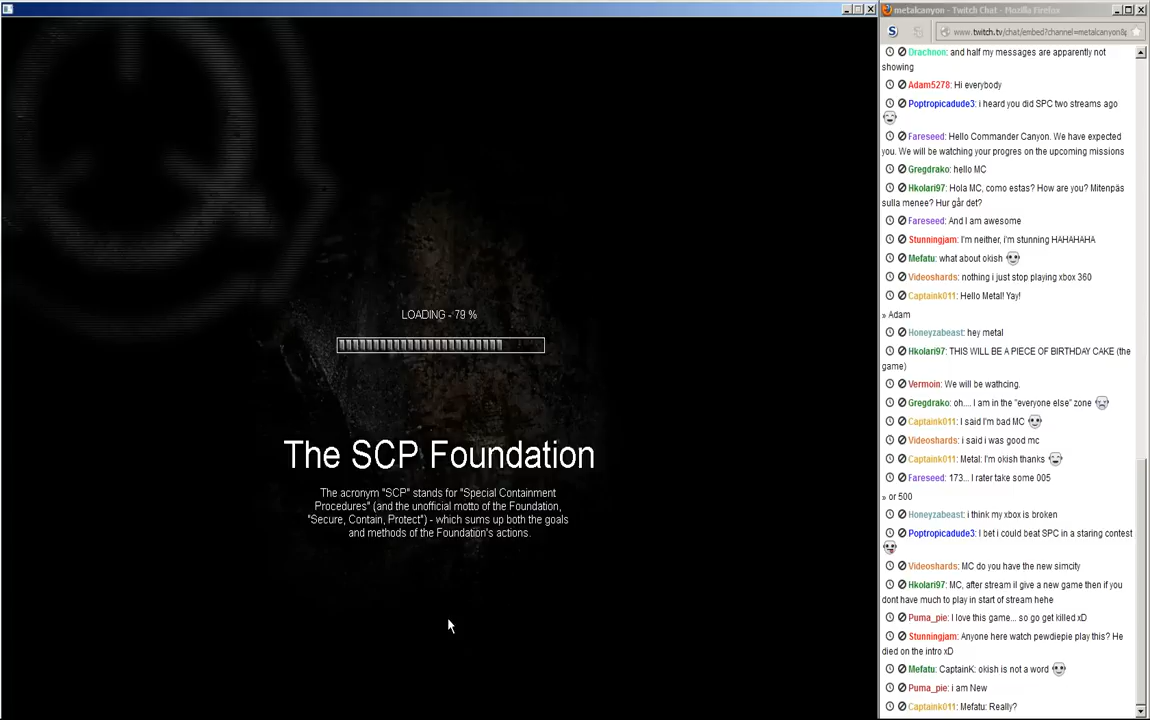 metalcanyon - Twitch Chat - Mozilla Firefox
www.twitch.tv/chat/embed?channel=metalcanyon&
LOADING - 79 %
The SCP Foundation
The acronym "SCP" stands for "Special Containment
Procedures" (and the unofficial motto of the Foundation,
"Secure, Contain, Protect") - which sums up both the goals
and methods of the Foundation's actions.
Drachnon: and half my messages are apparently not
showing
Adam5278: Hi everybody
Poptropicadude3: i heard you did SPC two streams ago
Fareseed: Hello Commander Canyon. We have expected
you. We will be watching your progres on the upcoming missions
Gregdrako: hello MC
Hkolari97: Hola MC, como estas? How are you? Mitenpäs
sulla menee? Hur går det?
Fareseed: And I am awesome
Stunningjam: I'm neither, i'm stunning HAHAHAHA
Mefatu: what about okish
Videoshards: nothing i just stop playing xbox 360
Captaink011: Hello Metal! Yay!
» Adam
Honeyzabeast: hey metal
Hkolari97: THIS WILL BE A PIECE OF BIRTHDAY CAKE (the
game)
Vermoin: We will be wathcing.
Gregdrako: oh.... I am in the "everyone else" zone
Captaink011: I said I'm bad MC
Videoshards: i said i was good mc
Captaink011: Metal: I'm okish thanks
Fareseed: 173... I rater take some 005
» or 500
Honeyzabeast: i think my xbox is broken
Poptropicadude3: I bet i could beat SPC in a staring contest
Videoshards: MC do you have the new simcity
Hkolari97: MC, after stream il give a new game then if you
dont have much to play in start of stream hehe
Puma_pie: I love this game... so go get killed xD
Stunningjam: Anyone here watch pewdiepie play this? He
died on the intro xD
Mefatu: CaptainK: okish is not a word
Puma_pie: i am New
Captaink011: Mefatu: Really?